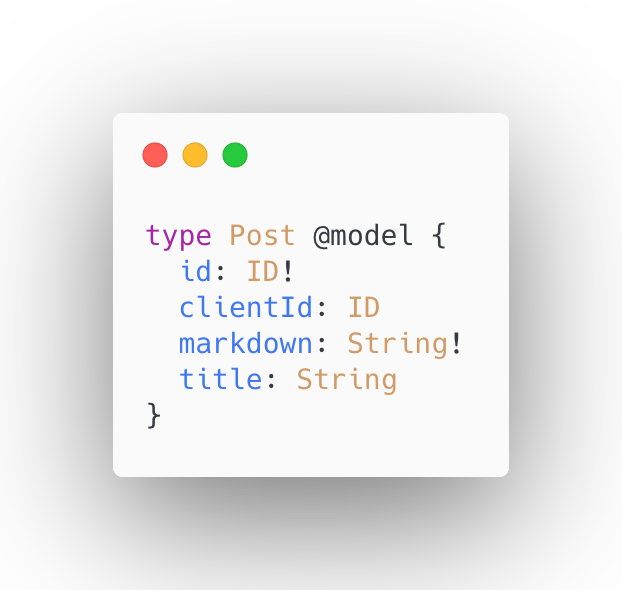 type Post @model {
  id: ID!
  clientId: ID
  markdown: String!
  title: String
}